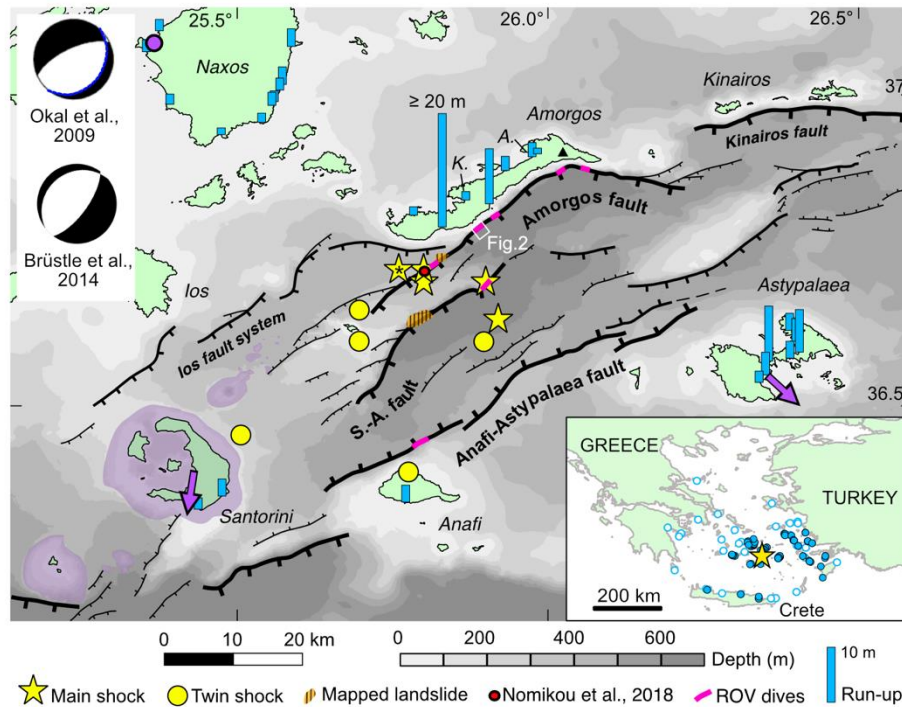 25.5°
26.0°
26.5°
Naxos
Okal et al.,
2009
Brüstle et al.,
2014
≥ 20 m
Amorgos
A.
K.
Kinairos
37
Kinairos fault
Amorgos fault
Fig.2
Ios
Ios fault system
Astypalaea
S.-A. fault
Anafi-Astypalaea fault
36.5°
Santorini
Anafi
GREECE
TURKEY
200 km
Crete
0 10 20 km
0 200 400 600
Depth (m)
10 m
Main shock
Twin shock
Mapped landslide
Nomikou et al., 2018
ROV dives
Run-up